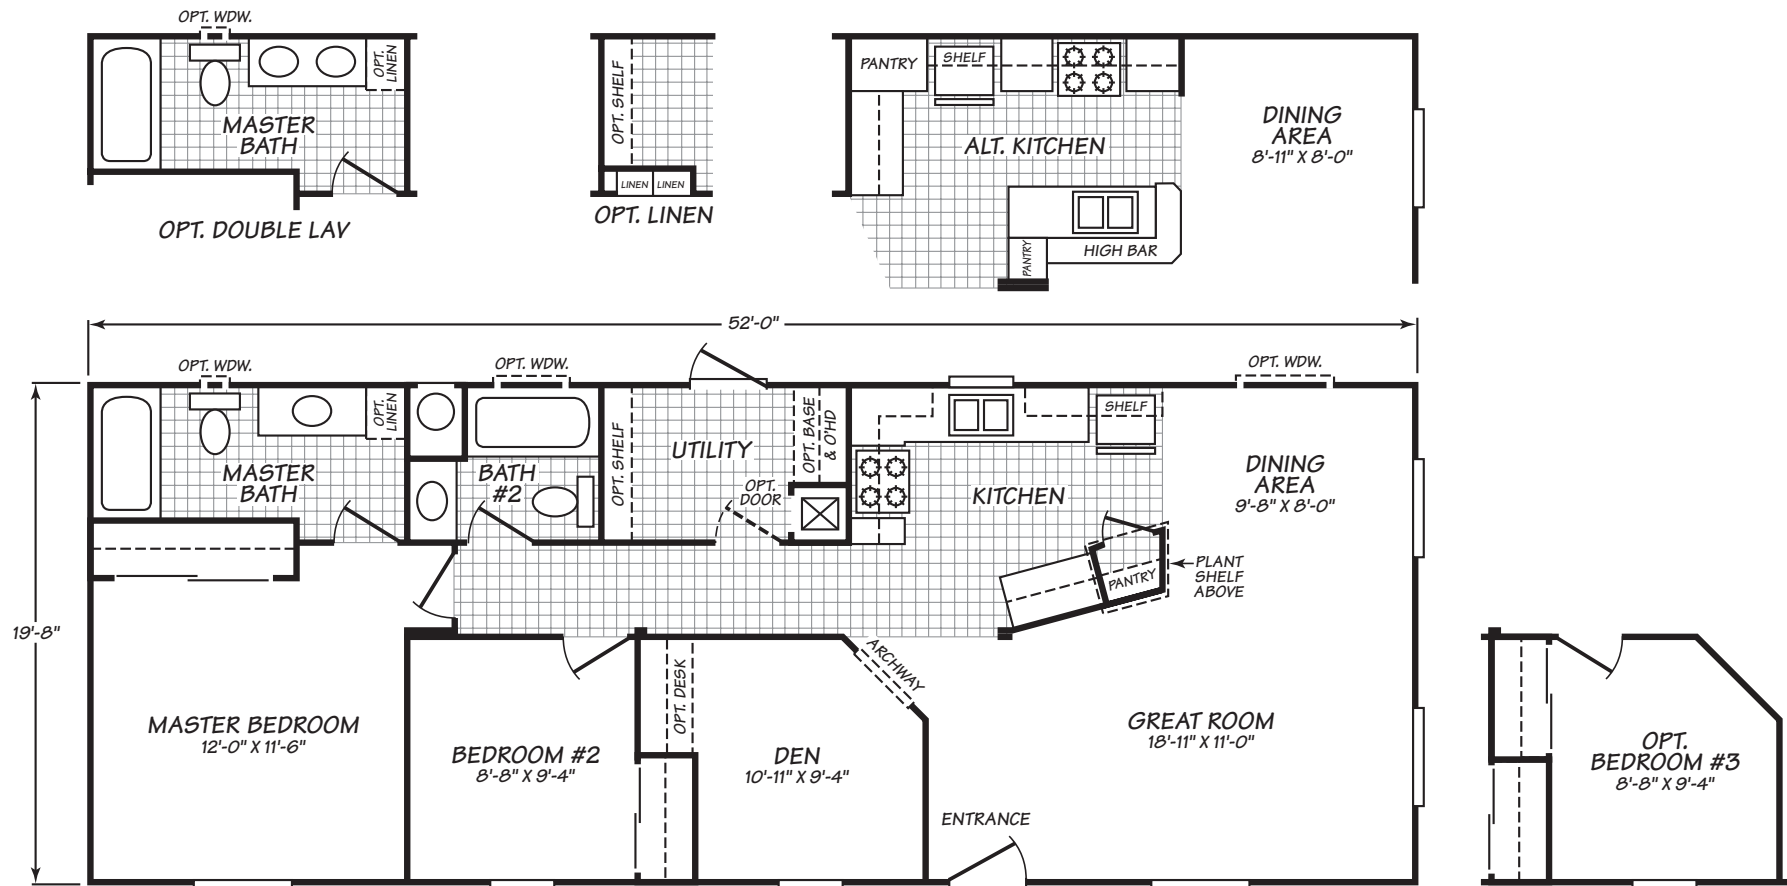 OPT. WDW.
OPT.
LINEN
MASTER
BATH
OPT. DOUBLE LAV
OPT. SHELF
LINEN
LINEN
OPT. LINEN
PANTRY
SHELF
ALT. KITCHEN
PANTRY
HIGH BAR
DINING
AREA
8'-11" X 8'-0"
52'-0"
19'-8"
OPT. WDW.
OPT. WDW.
OPT. WDW.
OPT.
LINEN
MASTER
BATH
BATH
#2
OPT. SHELF
UTILITY
OPT.
DOOR
OPT. BASE
& O'HD
SHELF
KITCHEN
DINING
AREA
9'-8" X 8'-0"
PANTRY
PLANT
SHELF
ABOVE
MASTER BEDROOM
12'-0" X 11'-6"
BEDROOM #2
8'-8" X 9'-4"
OPT. DESK
DEN
10'-11" X 9'-4"
ARCHWAY
GREAT ROOM
18'-11" X 11'-0"
ENTRANCE
OPT.
BEDROOM #3
8'-8" X 9'-4"